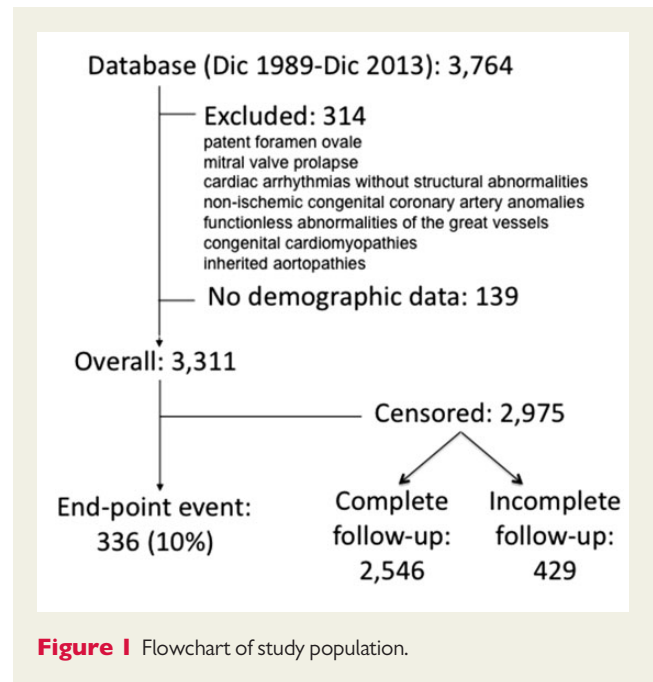 Database (Dic 1989-Dic 2013): 3,764
Excluded: 314
patent foramen ovale
mitral valve prolapse
cardiac arrhythmias without structural abnormalities
non-ischemic congenital coronary artery anomalies
functionless abnormalities of the great vessels
congenital cardiomyopathies
inherited aortopathies
No demographic data: 139
Overall: 3,311
Censored: 2,975
End-point event:
336 (10%)
Complete
follow-up:
2,546
Incomplete
follow-up:
429
Figure 1 Flowchart of study population.